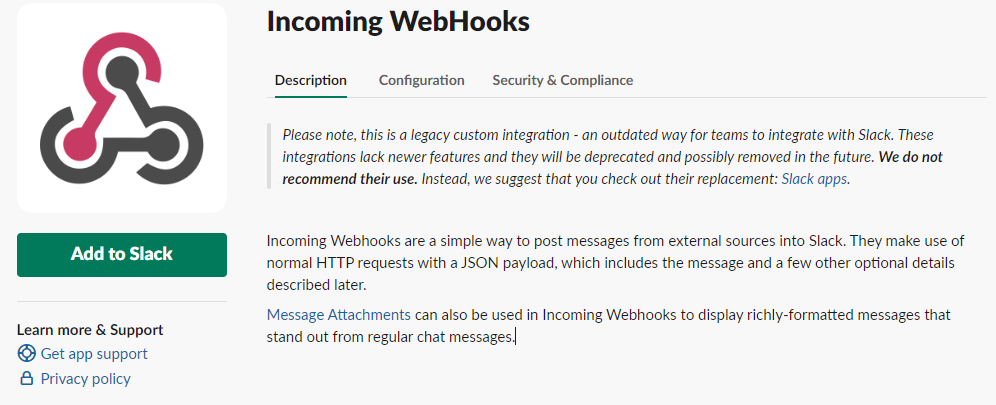 Incoming WebHooks
Description Configuration Security & Compliance
Please note, this is a legacy custom integration - an outdated way for teams to integrate with Slack. These
integrations lack newer features and they will be deprecated and possibly removed in the future. We do not
recommend their use. Instead, we suggest that you check out their replacement: Slack apps.
Add to Slack
Incoming Webhooks are a simple way to post messages from external sources into Slack. They make use of
normal HTTP requests with a JSON payload, which includes the message and a few other optional details
described later.
Message Attachments can also be used in Incoming Webhooks to display richly-formatted messages that
stand out from regular chat messages.
Learn more & Support
Get app support
Privacy policy